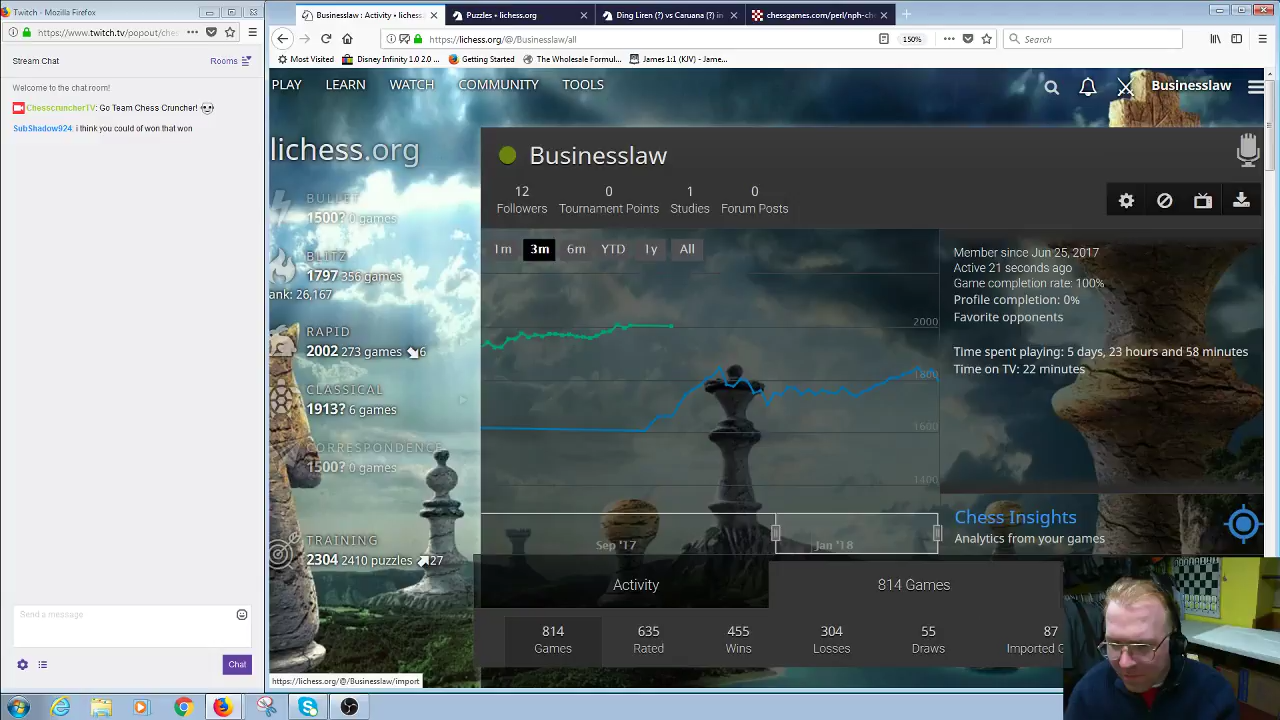 Twitch - Mozilla Firefox
https://www.twitch.tv/popout/che
Stream Chat
Rooms
Welcome to the chat room!
ChesscruncherTV: Go Team Chess Cruncher!
SubShadow924: i think you could of won that won
Send a message
Chat
Businesslaw : Activity • lichess
Puzzles • lichess.org
Ding Liren (?) vs Caruana (?) in
chessgames.com/perl/nph-ch
https://lichess.org/@/Businesslaw/all
150%
Search
Most Visited
Disney Infinity 1.0 2.0 ...
Getting Started
The Wholesale Formul...
James 1:1 (KJV) - Jame...
PLAY
LEARN
WATCH
COMMUNITY
TOOLS
Businesslaw
lichess.org
BULLET
1500? 0 games
BLITZ
1797 356 games
ank: 26,167
RAPID
2002 273 games 6
CLASSICAL
1913? 6 games
CORRESPONDENCE
1500? 0 games
TRAINING
2304 2410 puzzles 27
Businesslaw
12
Followers
0
Tournament Points
1
Studies
0
Forum Posts
1m
3m
6m
YTD
1y
All
2000
1800
1600
1400
Sep '17
Jan '18
Member since Jun 25, 2017
Active 21 seconds ago
Game completion rate: 100%
Profile completion: 0%
Favorite opponents
Time spent playing: 5 days, 23 hours and 58 minutes
Time on TV: 22 minutes
Chess Insights
Analytics from your games
Activity
814 Games
814
Games
635
Rated
455
Wins
304
Losses
55
Draws
87
Imported
https://lichess.org/@/Businesslaw/import